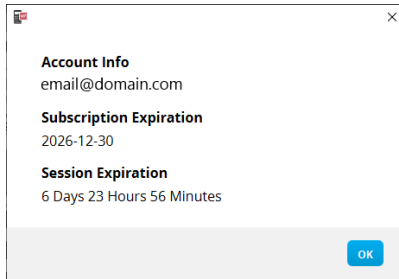 Account Info
email@domain.com
Subscription Expiration
2026-12-30
Session Expiration
6 Days 23 Hours 56 Minutes
OK